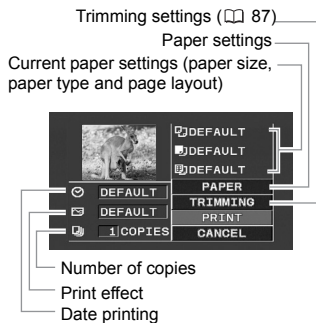 Trimming settings (87)
Paper settings
Current paper settings (paper size,
paper type and page layout)
DEFAULT
DEFAULT
DEFAULT
DEFAULT
DEFAULT
1 COPIES
PAPER
TRIMMING
PRINT
CANCEL
Number of copies
Print effect
Date printing